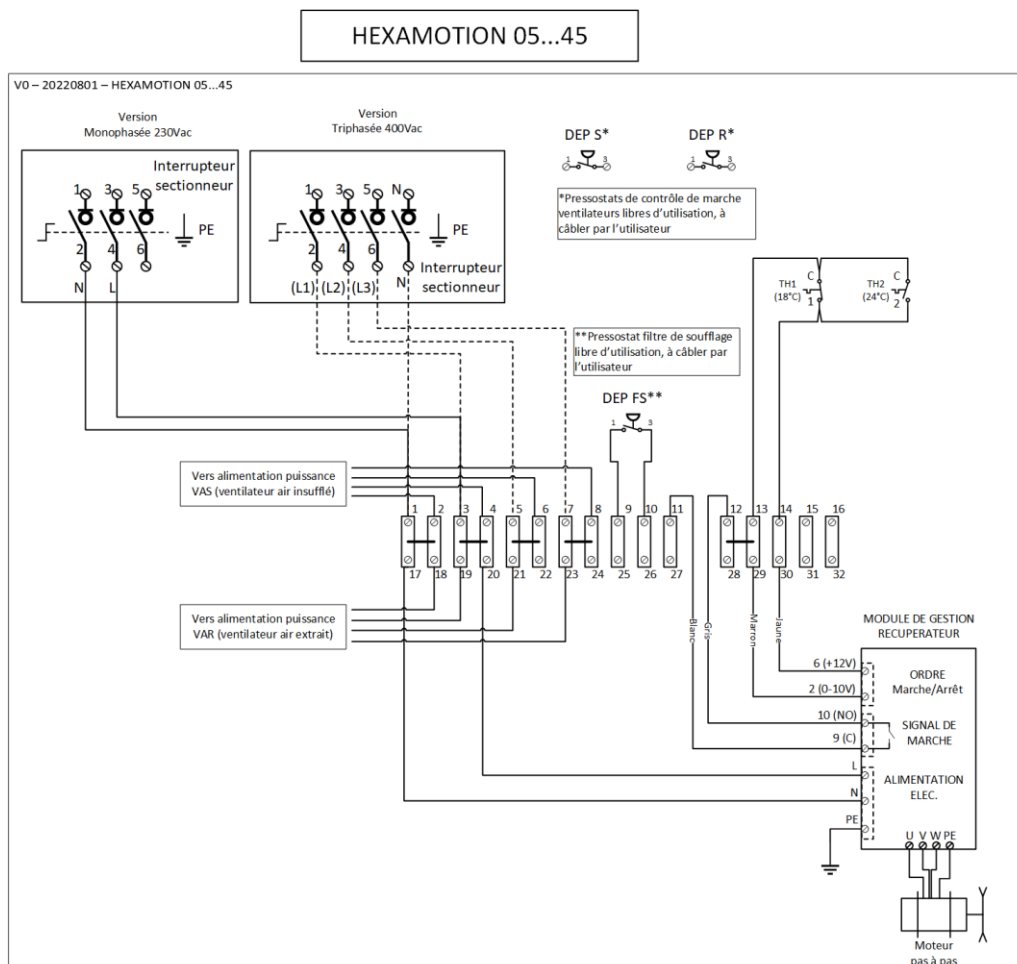 HEXAMOTION 05...45
V0 – 20220801 – HEXAMOTION 05...45
Version
Monophasée 230Vac
Version
Triphasée 400Vac
Interrupteur
sectionneur
1 3 5
PE
2 4 6
N L
1 3 5 N
PE
2 4 6
Interrupteur
sectionneur
(L1) (L2) (L3) N
DEP S*
1 3
DEP R*
1 3
*Pressostats de contrôle de marche
ventilateurs libres d'utilisation, à
câbler par l'utilisateur
C
TH1
(18°C)
1
C
TH2
(24°C)
2
**Pressostat filtre de soufflage
libre d'utilisation, à câbler par
l'utilisateur
DEP FS**
1 3
Vers alimentation puissance
VAS (ventilateur air insufflé)
1 2 3 4 5 6 7 8 9 10 11 12 13 14 15 16
17 18 19 20 21 22 23 24 25 26 27 28 29 30 31 32
Vers alimentation puissance
VAR (ventilateur air extrait)
Blanc
Gris
Marron
Jaune
MODULE DE GESTION
RECUPERATEUR
6 (+12V)
2 (0-10V)
ORDRE
Marche/Arrêt
10 (NO)
9 (C)
SIGNAL DE
MARCHE
L
N
PE
ALIMENTATION
ELEC.
U V W PE
Moteur
pas à pas